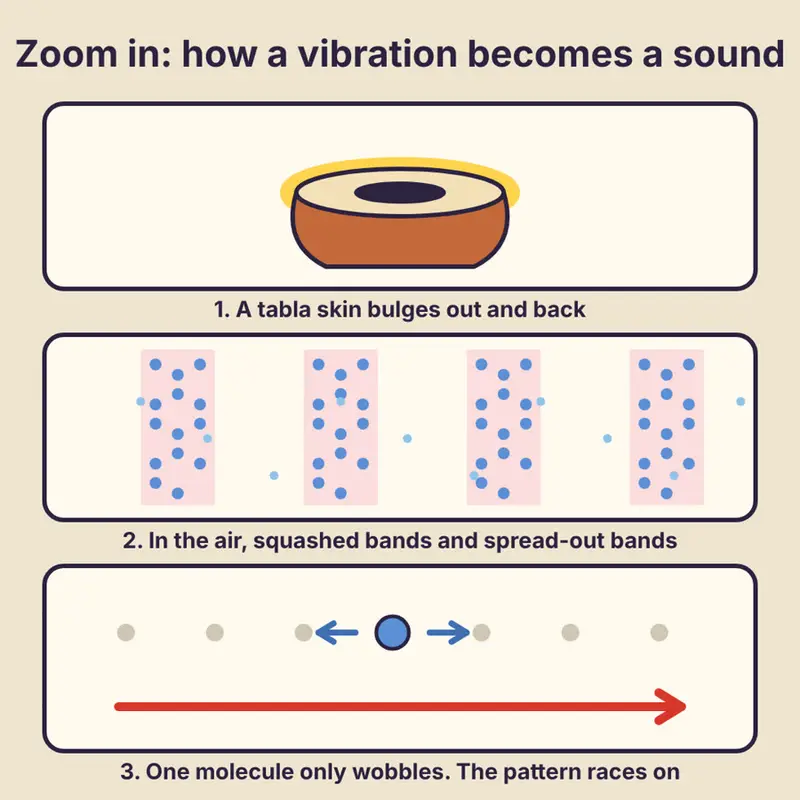 Zoom in: how a vibration becomes a sound
1. A tabla skin bulges out and back
2. In the air, squashed bands and spread-out bands
3. One molecule only wobbles. The pattern races on